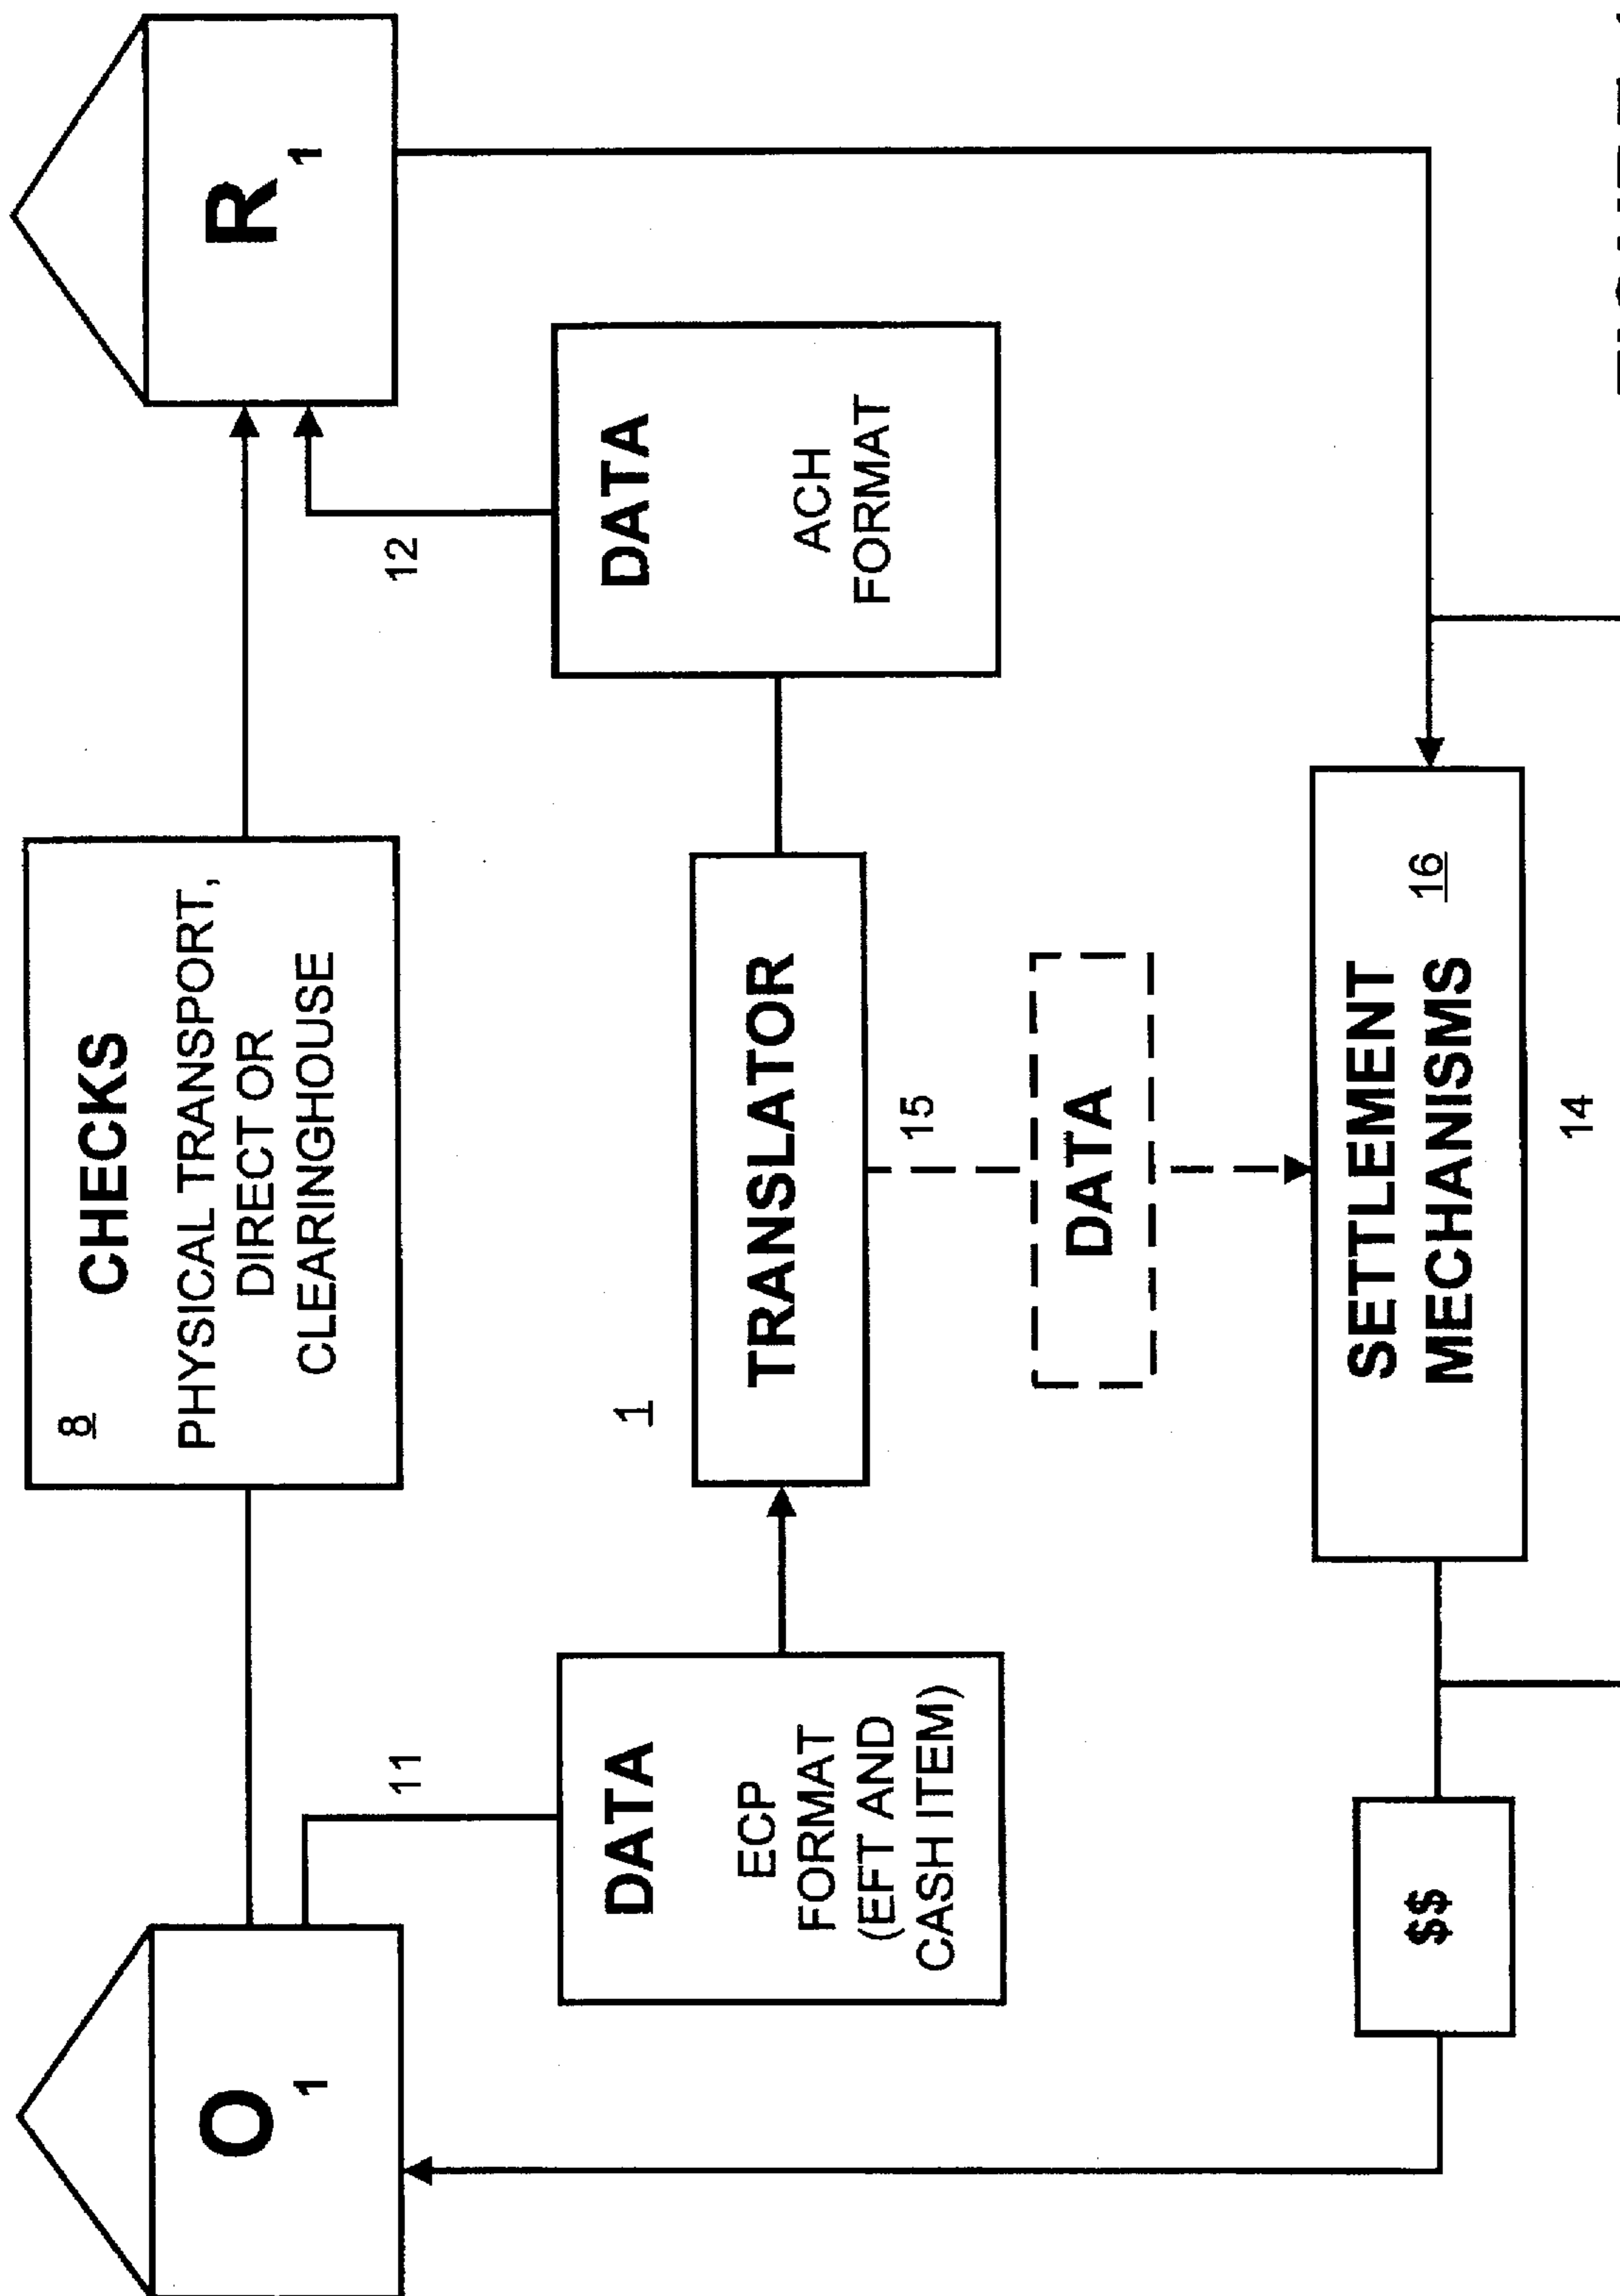 O 1
8
CHECKS
PHYSICAL TRANSPORT,
DIRECT OR
CLEARINGHOUSE
R 1
11
12
DATA
ECP
FORMAT
(EFT AND
CASH ITEM)
1
TRANSLATOR
DATA
ACH
FORMAT
15
DATA
$$
SETTLEMENT
MECHANISMS
16
14